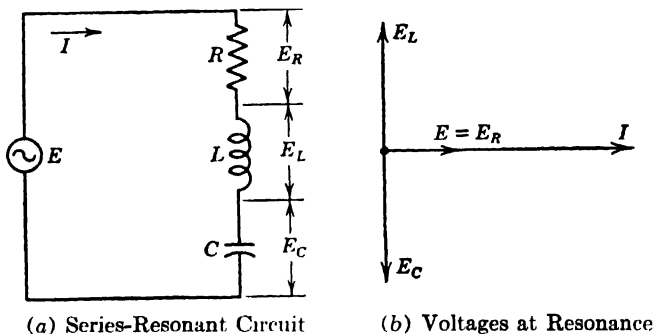 I
R
E_R
E_L
E
L
E_L
E = E_R
I
C
E_C
E_C
(a) Series-Resonant Circuit
(b) Voltages at Resonance